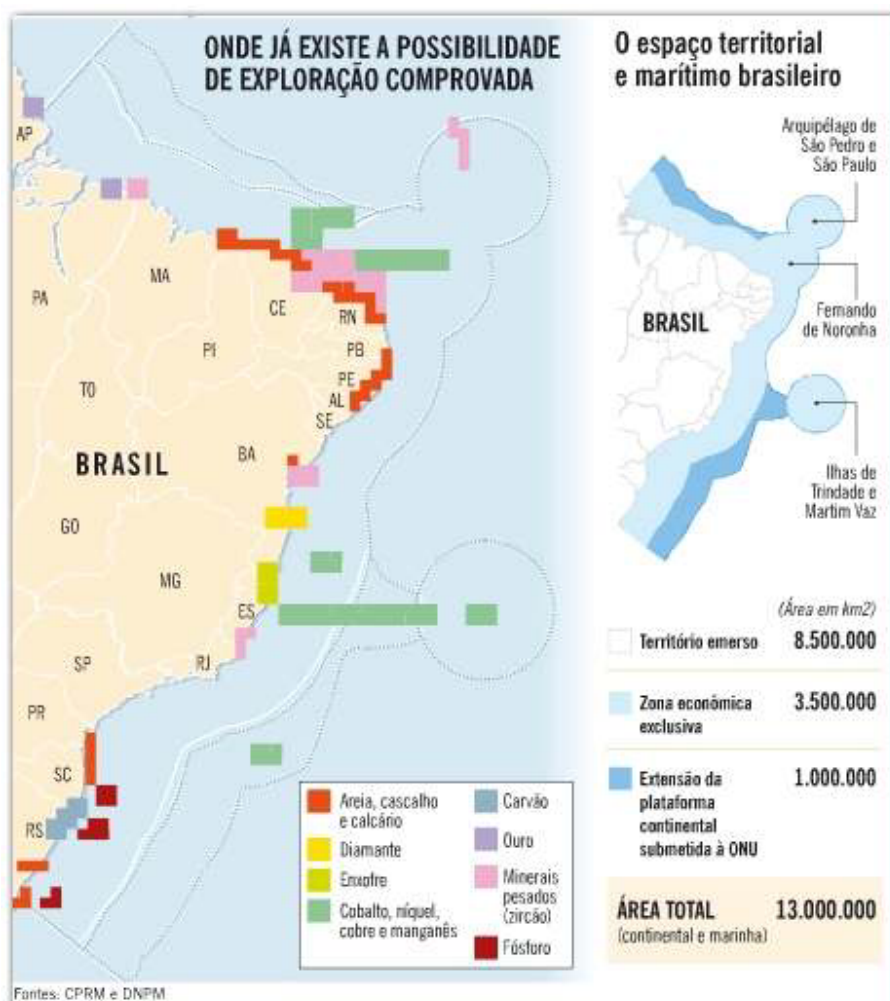 ONDE JÁ EXISTE A POSSIBILIDADE
DE EXPLORAÇÃO COMPROVADA
AP
PA
MA
CE
RN
PI
PB
PE
AL
SE
TO
BA
BRASIL
GO
MG
ES
SP
RJ
PR
SC
RS
Areia, cascalho
e calcário
Diamante
Enxofre
Cobalto, níquel,
cobre e manganês
Carvão
Ouro
Minerais
pesados
(zircão)
Fósforo
Fontes: CPRM e DNPM
O espaço territorial
e marítimo brasileiro
Arquipélago de
São Pedro e
São Paulo
BRASIL
Fernando
de Noronha
Ilhas de
Trindade e
Martim Vaz
(Área em km2)
Território emerso 8.500.000
Zona econômica 3.500.000
exclusiva
Extensão da 1.000.000
plataforma
continental
submetida à ONU
ÁREA TOTAL 13.000.000
(continental e marinha)